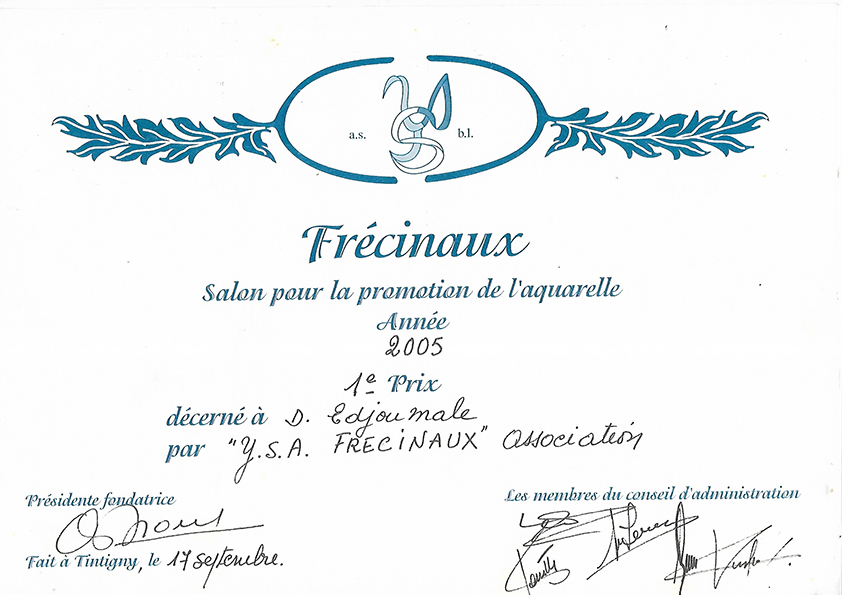 a.s. b.l.
Frécinaux
Salon pour la promotion de l'aquarelle
Année
2005
1e Prix
décerné à D. Edjoumale
par "Y.S.A. FRECINAUX" Association
Présidente fondatrice
Les membres du conseil d'administration
Fait à Tintigny, le 17 septembre.